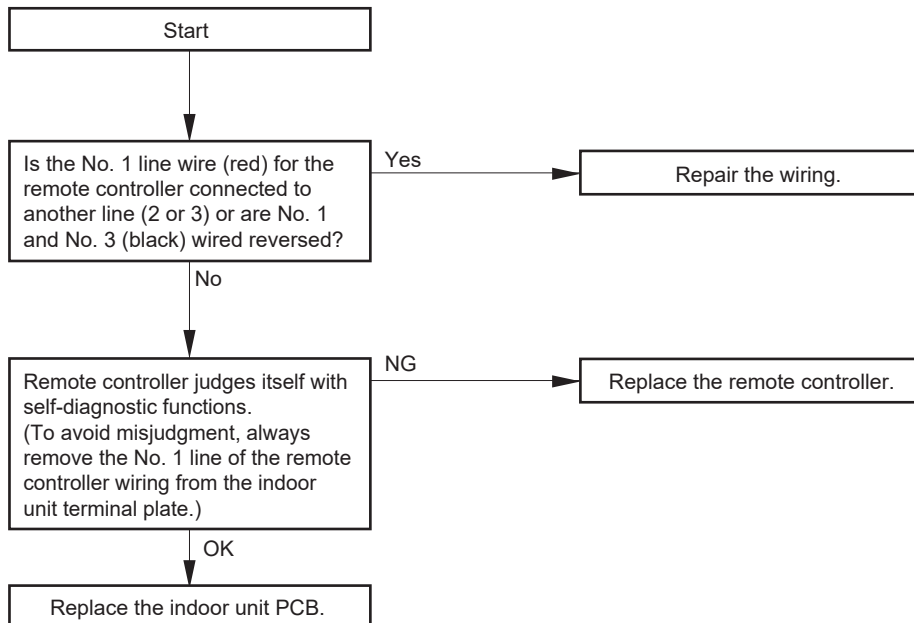 Start
Is the No. 1 line wire (red) for the
remote controller connected to
another line (2 or 3) or are No. 1
and No. 3 (black) wired reversed?
Yes
Repair the wiring.
No
Remote controller judges itself with
self-diagnostic functions.
(To avoid misjudgment, always
remove the No. 1 line of the remote
controller wiring from the indoor
unit terminal plate.)
NG
Replace the remote controller.
OK
Replace the indoor unit PCB.